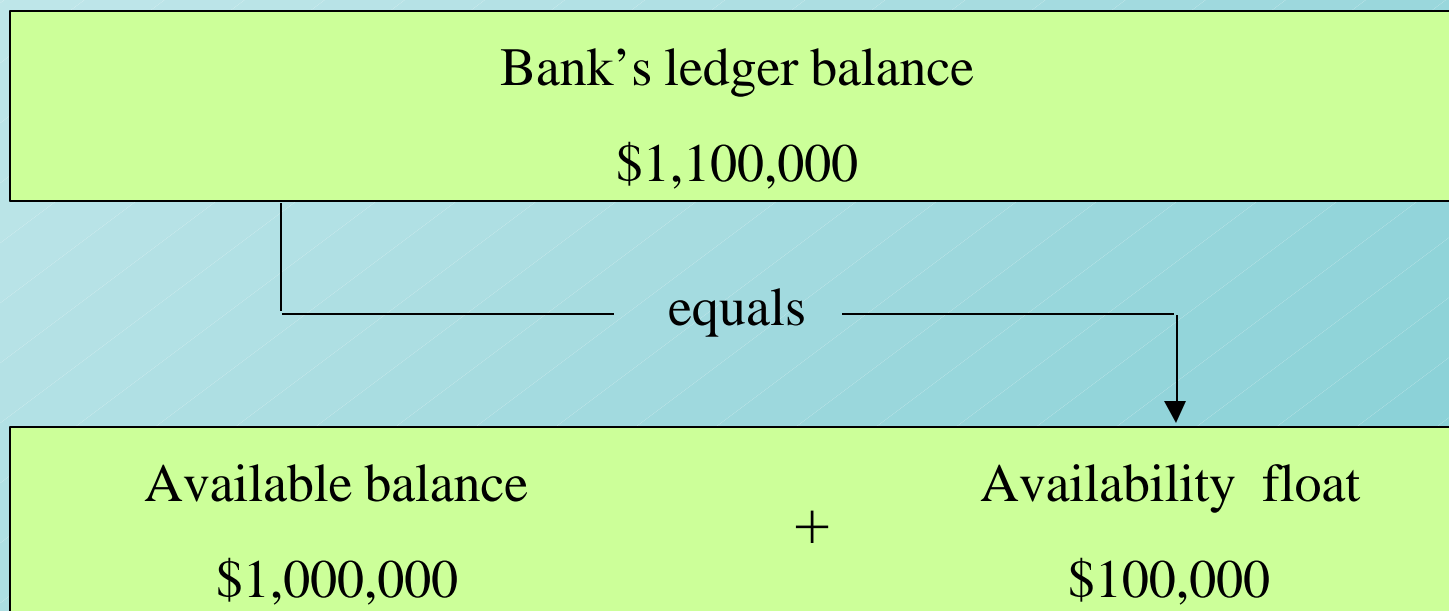 Bank’s ledger balance
$1,100,000
equals
Available balance
+
Availability float
$1,000,000
$100,000